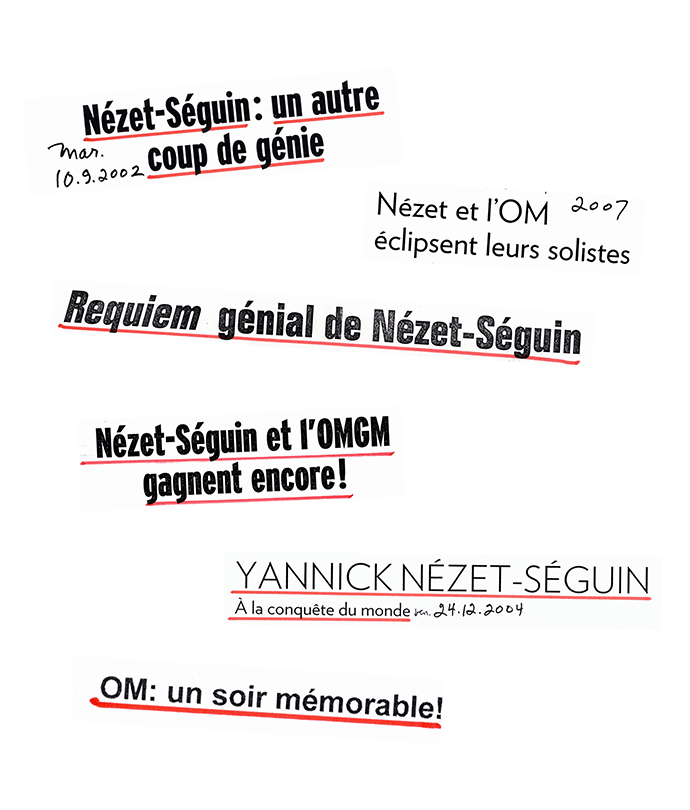 Nézet-Séguin: un autre
coup de génie
mar.
10.9.2002
Nézet et l'OM 2007
éclipsent leurs solistes
Requiem génial de Nézet-Séguin
Nézet-Séguin et l'OMGM
gagnent encore!
YANNICK NÉZET-SÉGUIN
À la conquête du monde ven. 24.12.2004
OM: un soir mémorable!